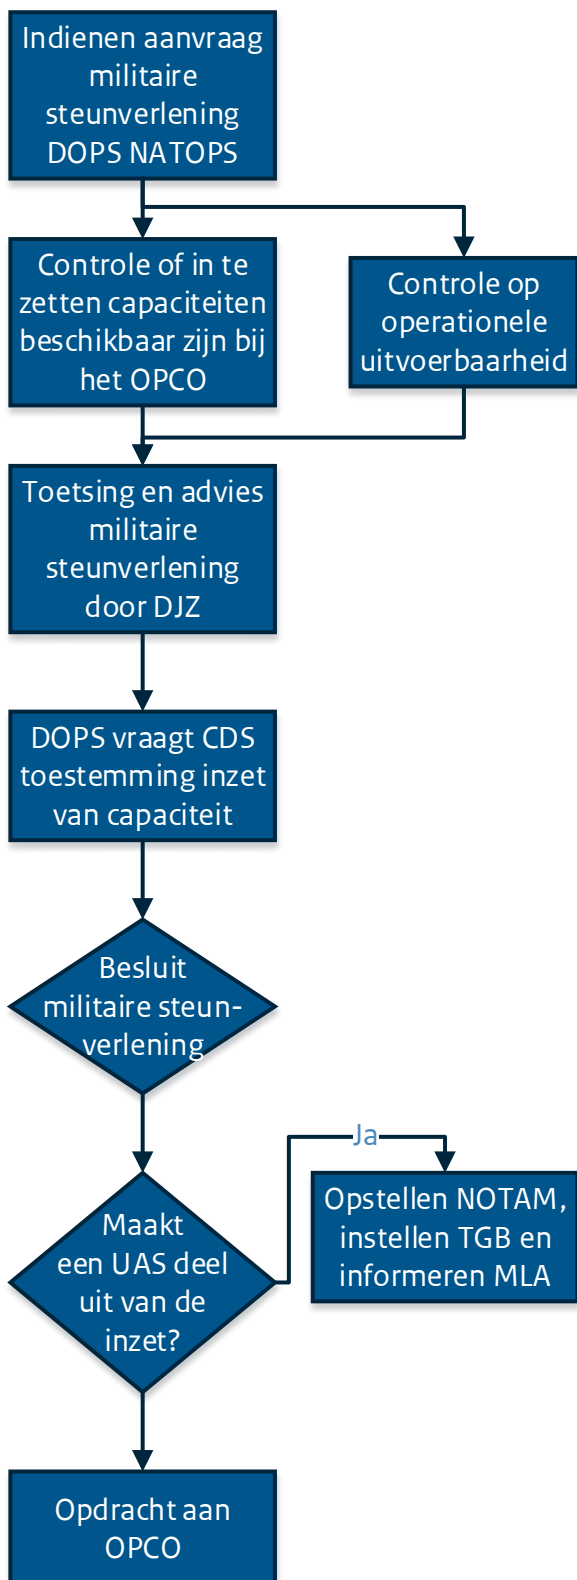 Indienen aanvraag
militaire
steunverlening
DOPS NATOPS
Controle of in te
zetten capaciteiten
beschikbaar zijn bij
het OPCO
Controle op
operationele
uitvoerbaarheid
Toetsing en advies
militaire
steunverlening
door DJZ
DOPS vraagt CDS
toestemming inzet
van capaciteit
Besluit
militaire steun-
verlening
Ja
Maakt
een UAS deel
uit van de
inzet?
Opstellen NOTAM,
instellen TGB en
informeren MLA
Opdracht aan
OPCO